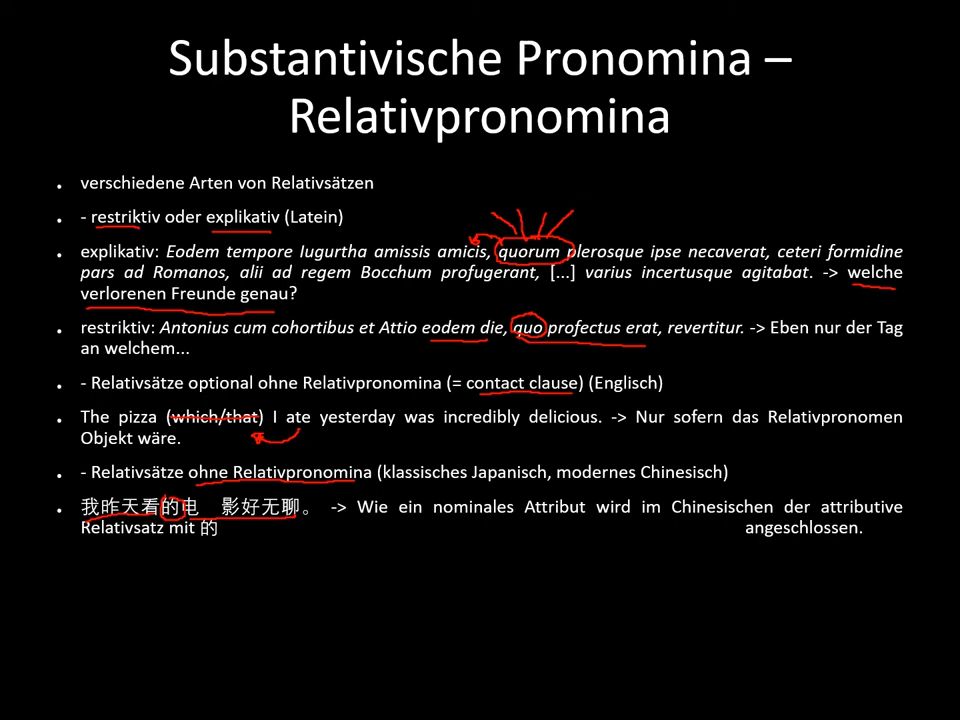 Substantivische Pronomina –
Relativpronomina
• verschiedene Arten von Relativsätzen
• - restriktiv oder explikativ (Latein)
• explikativ: Eodem tempore Iugurtha amissis amicis, quorum plerosque ipse necaverat, ceteri formidine
pars ad Romanos, alii ad regem Bocchum profugerant, [...] varius incertusque agitabat. -> welche
verlorenen Freunde genau?
• restriktiv: Antonius cum cohortibus et Attio eodem die, quo profectus erat, revertitur. -> Eben nur der Tag
an welchem...
• - Relativsätze optional ohne Relativpronomina (= contact clause) (Englisch)
• The pizza (which/that) I ate yesterday was incredibly delicious. -> Nur sofern das Relativpronomen
Objekt wäre.
• - Relativsätze ohne Relativpronomina (klassisches Japanisch, modernes Chinesisch)
• 我昨天看的电 影好无聊。 -> Wie ein nominales Attribut wird im Chinesischen der attributive
Relativsatz mit 的 angeschlossen.